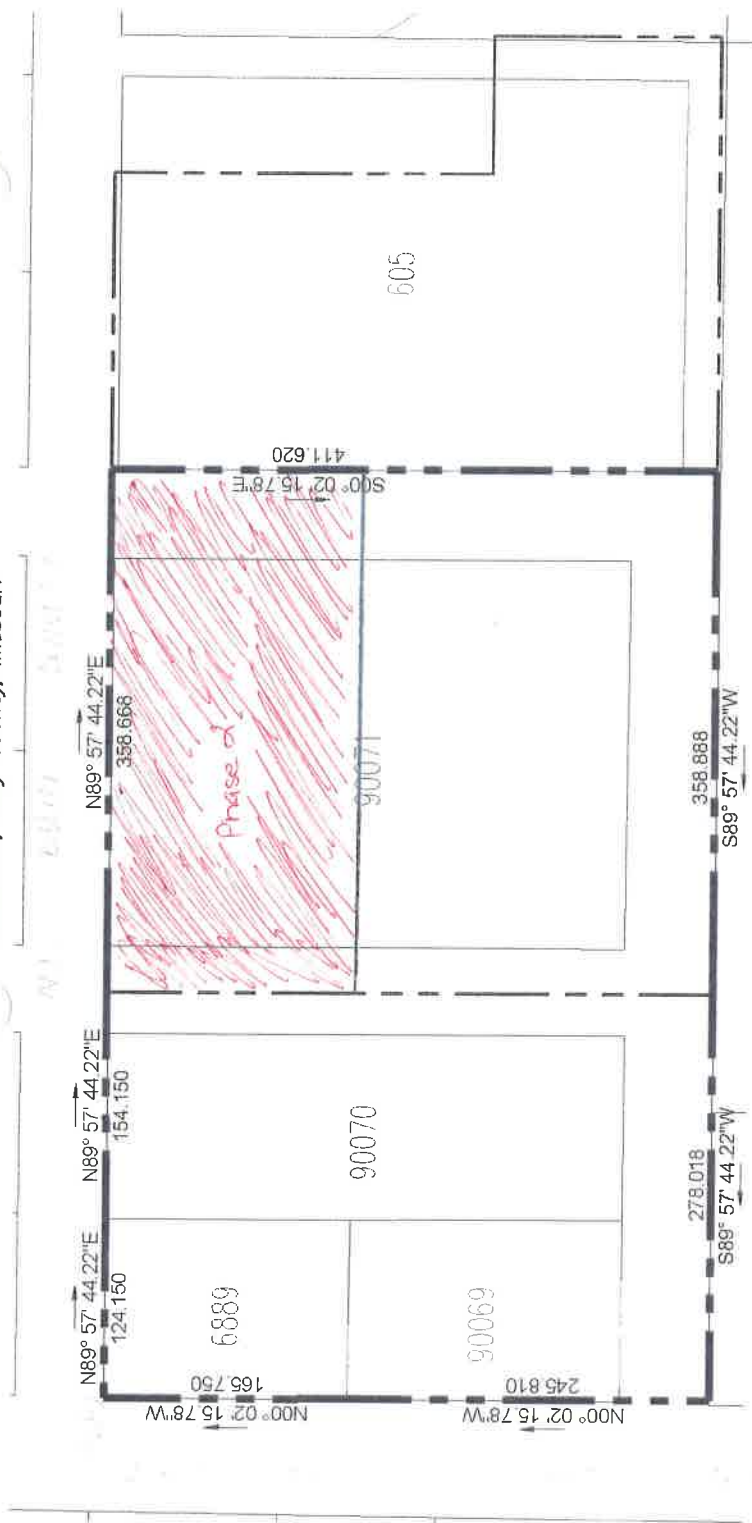 N89° 57' 44.22"E
124.150
N89° 57' 44.22"E
154.150
N89° 57' 44.22"E
358.668
6889
90069
90070
Phase 2
90071
605
N00° 02' 15.78"W
165.750
N00° 02' 15.78"W
245.810
S00° 02' 15.78"E
411.620
278.018
S89° 57' 44.22"W
358.888
S89° 57' 44.22"W